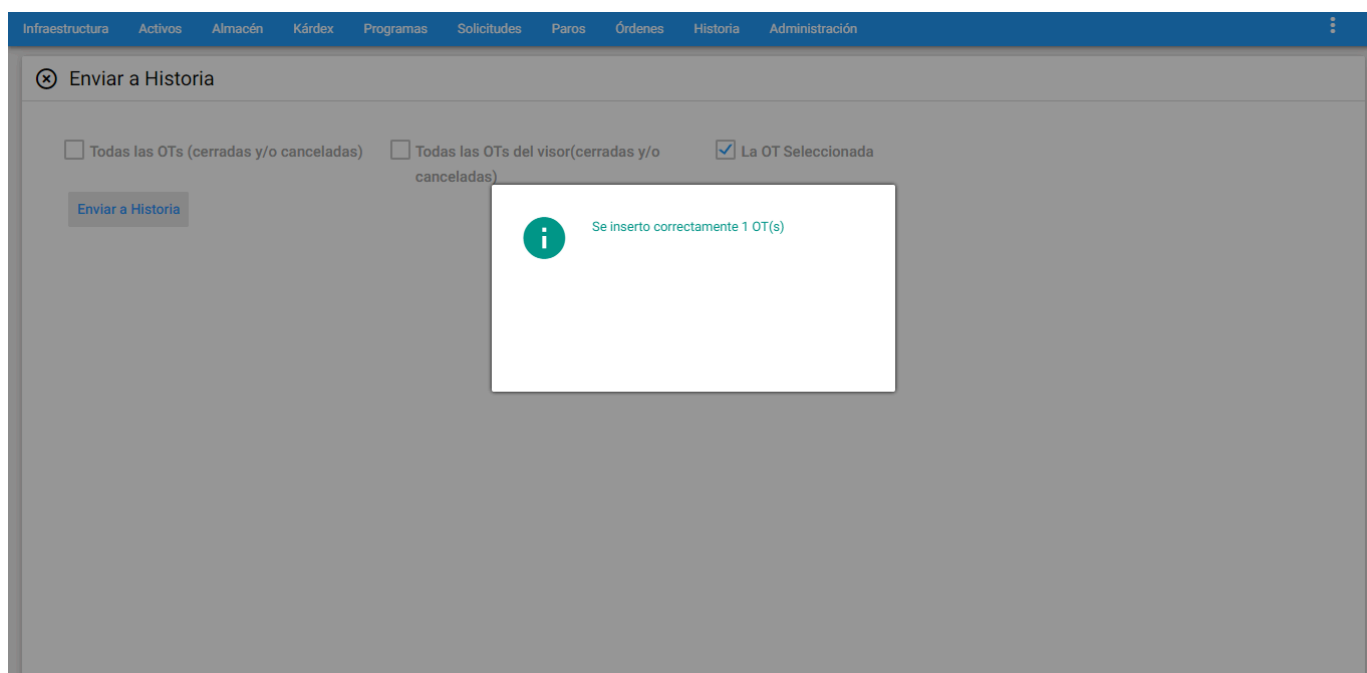 Infraestructura Activos Almacén Kárdex Programas Solicitudes Paros Órdenes Historia Administración
Enviar a Historia
Todas las OTs (cerradas y/o canceladas) Todas las OTs del visor(cerradas y/o La OT Seleccionada
canceladas)
Enviar a Historia
Se inserto correctamente 1 OT(s)